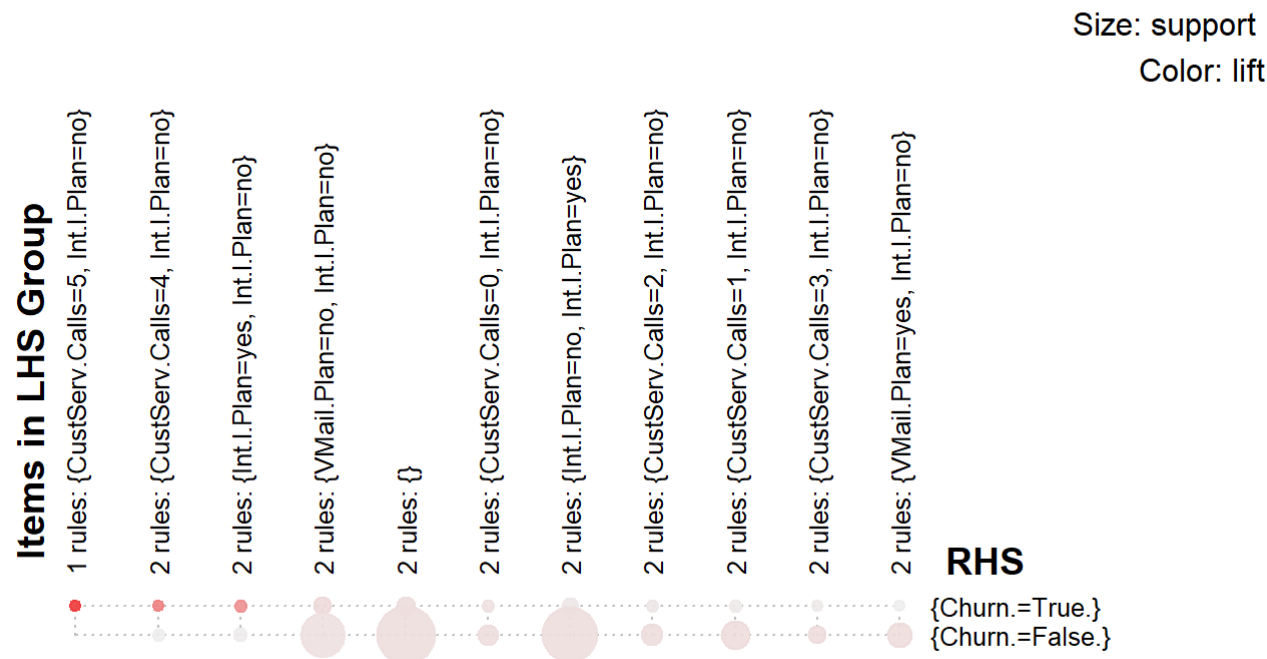 Size: support
Color: lift
Items in LHS Group
1 rules: {CustServ.Calls=5, Int.l.Plan=no}
2 rules: {CustServ.Calls=4, Int.l.Plan=no}
2 rules: {Int.l.Plan=yes, Int.l.Plan=no}
2 rules: {VMail.Plan=no, Int.l.Plan=no}
2 rules: {}
2 rules: {CustServ.Calls=0, Int.l.Plan=no}
2 rules: {Int.l.Plan=no, Int.l.Plan=yes}
2 rules: {CustServ.Calls=2, Int.l.Plan=no}
2 rules: {CustServ.Calls=1, Int.l.Plan=no}
2 rules: {CustServ.Calls=3, Int.l.Plan=no}
2 rules: {VMail.Plan=yes, Int.l.Plan=no}
RHS
{Churn.=True.}
{Churn.=False.}